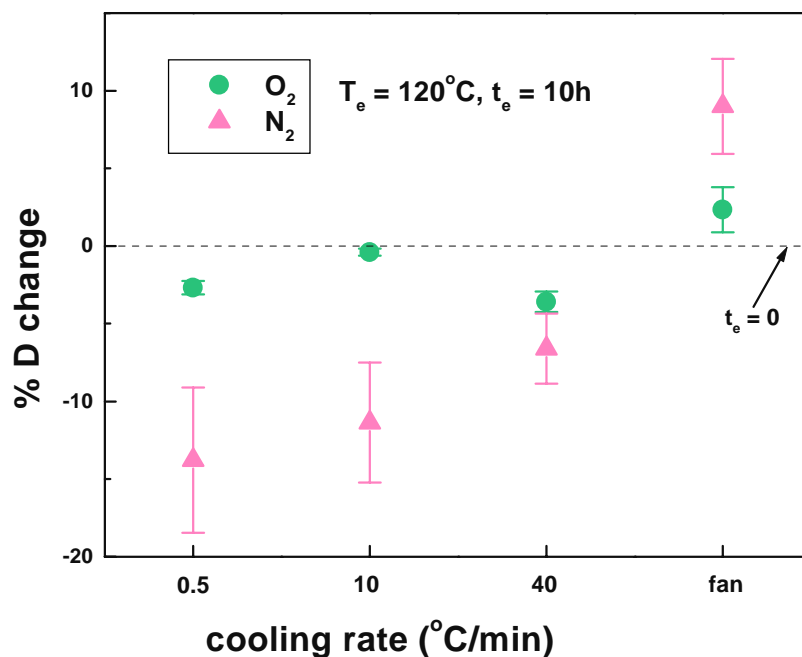 10
0
-10
-20
% D change
O₂
N₂
Tₑ = 120°C, tₑ = 10h
tₑ = 0
0.5 10 40 fan
cooling rate (°C/min)